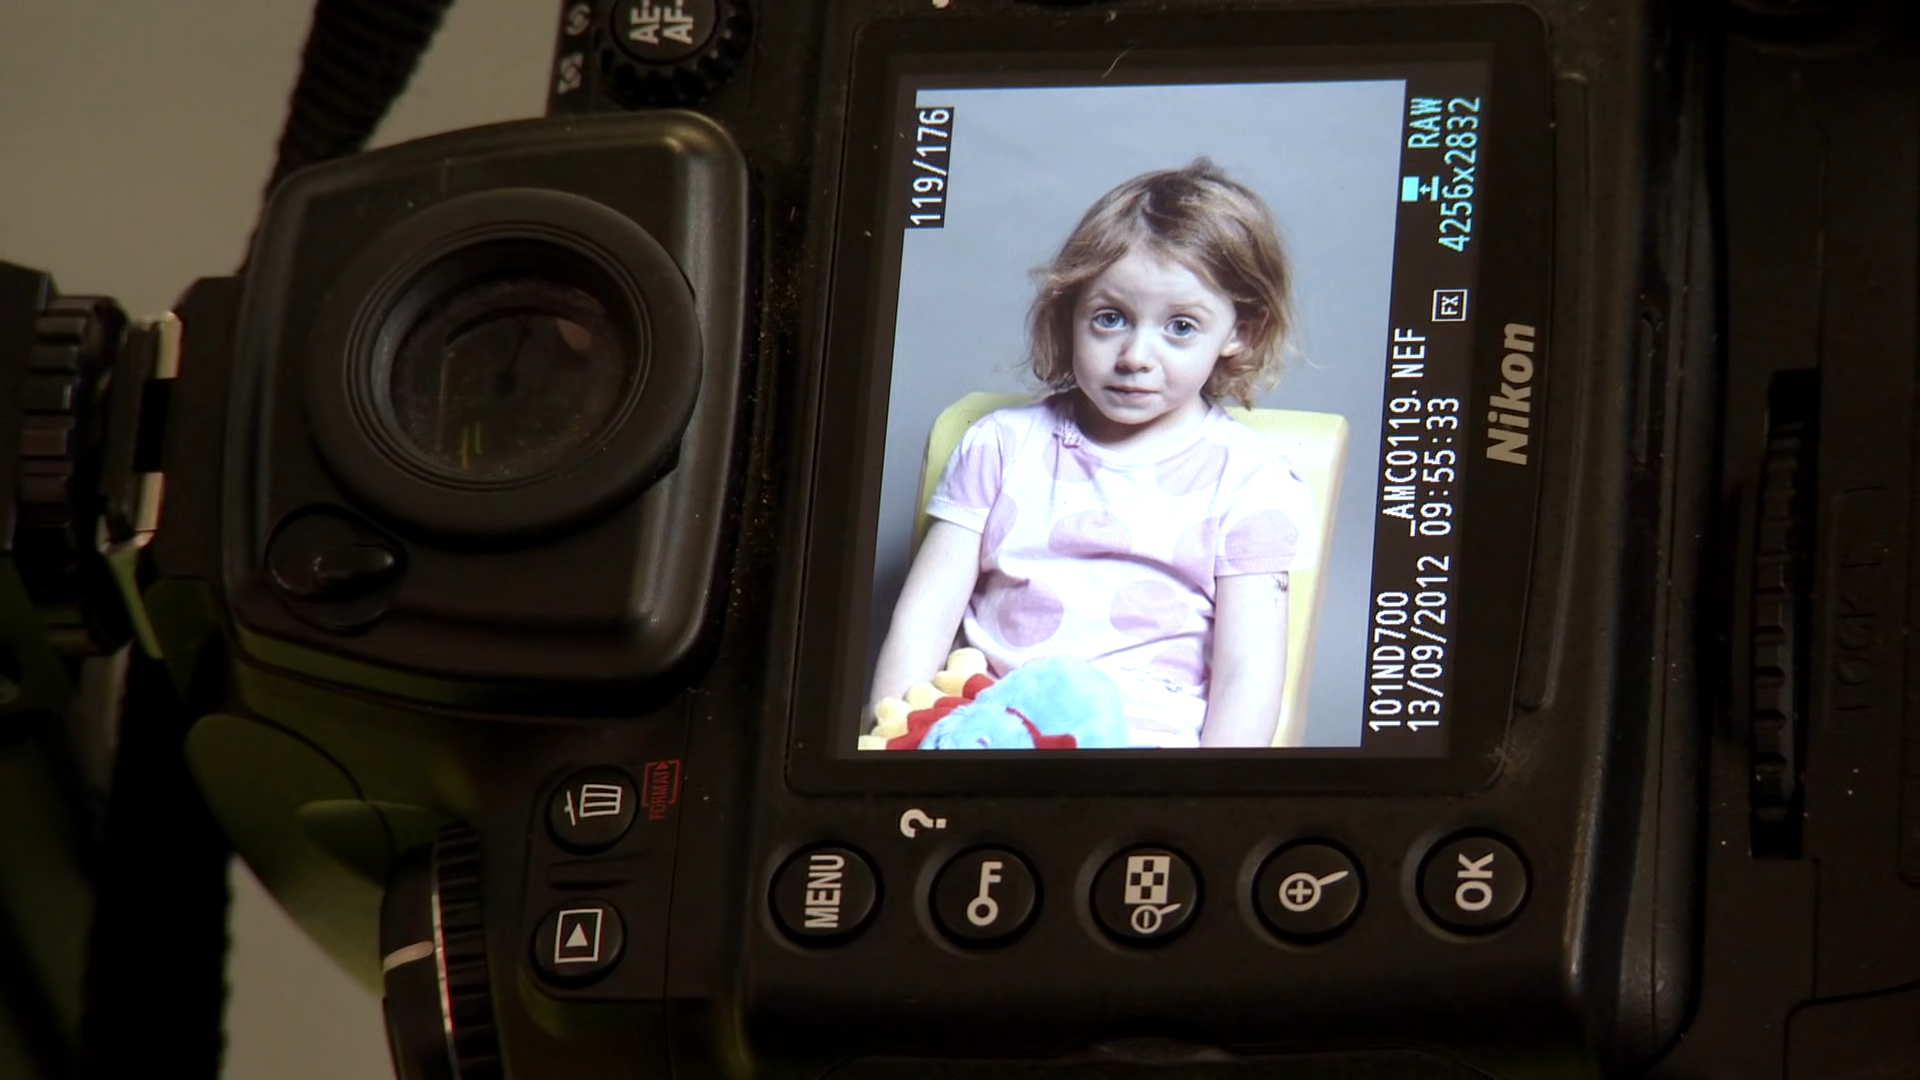 AE-
AF-
119/176
RAW
4256x2832
FX
101ND700 _AMC0119.NEF
13/09/2012 09:55:33
Nikon
FORMAT
?
MENU
OK
LOCK L